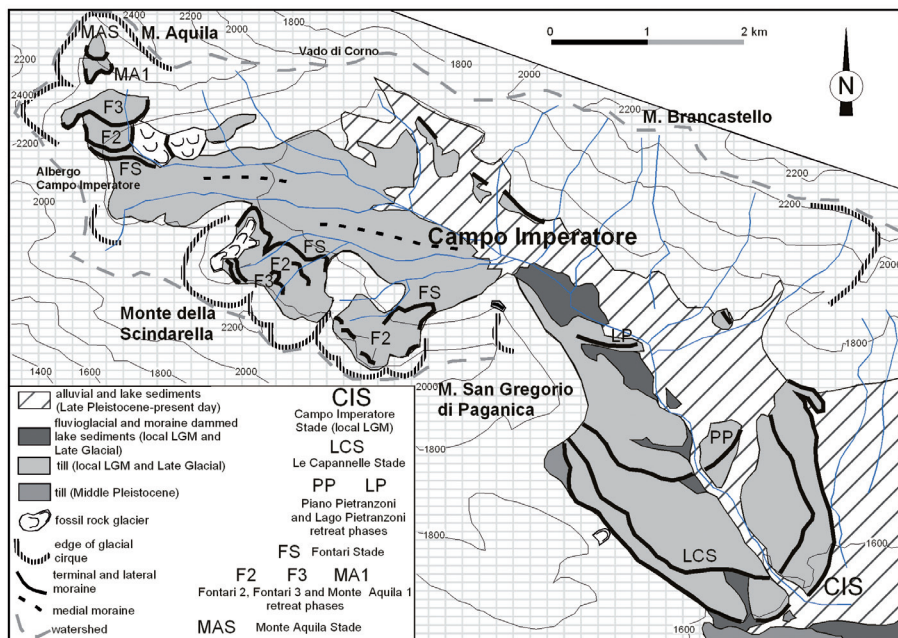 2000
1800
2000
0 1 2 km
MAS
M. Aquila
Vado di Corno
1800
2200
MA1
2000
N
2400
F3
2200
M. Brancastello
2200
F2
2200
FS
Albergo
Campo Imperatore
2400
2200
2000
2000
Campo Imperatore
FS
F2
2000
F3
FS
Monte della
Scindarella
2200
F2
LP
1800
1400 1600 1800 2000
2000
M. San Gregorio
di Paganica
1800
PP
1800
1600
LCS
CIS
1600
alluvial and lake sediments
(Late Pleistocene-present day)
fluvioglacial and moraine dammed
lake sediments (local LGM and
Late Glacial)
till (local LGM and Late Glacial)
till (Middle Pleistocene)
fossil rock glacier
edge of glacial
cirque
terminal and lateral
moraine
medial moraine
watershed
CIS
Campo Imperatore
Stade (local LGM)
LCS
Le Capannelle Stade
PP LP
Piano Pietranzoni
and Lago Pietranzoni
retreat phases
FS Fontari Stade
F2 F3 MA1
Fontari 2, Fontari 3 and Monte Aquila 1
retreat phases
MAS Monte Aquila Stade